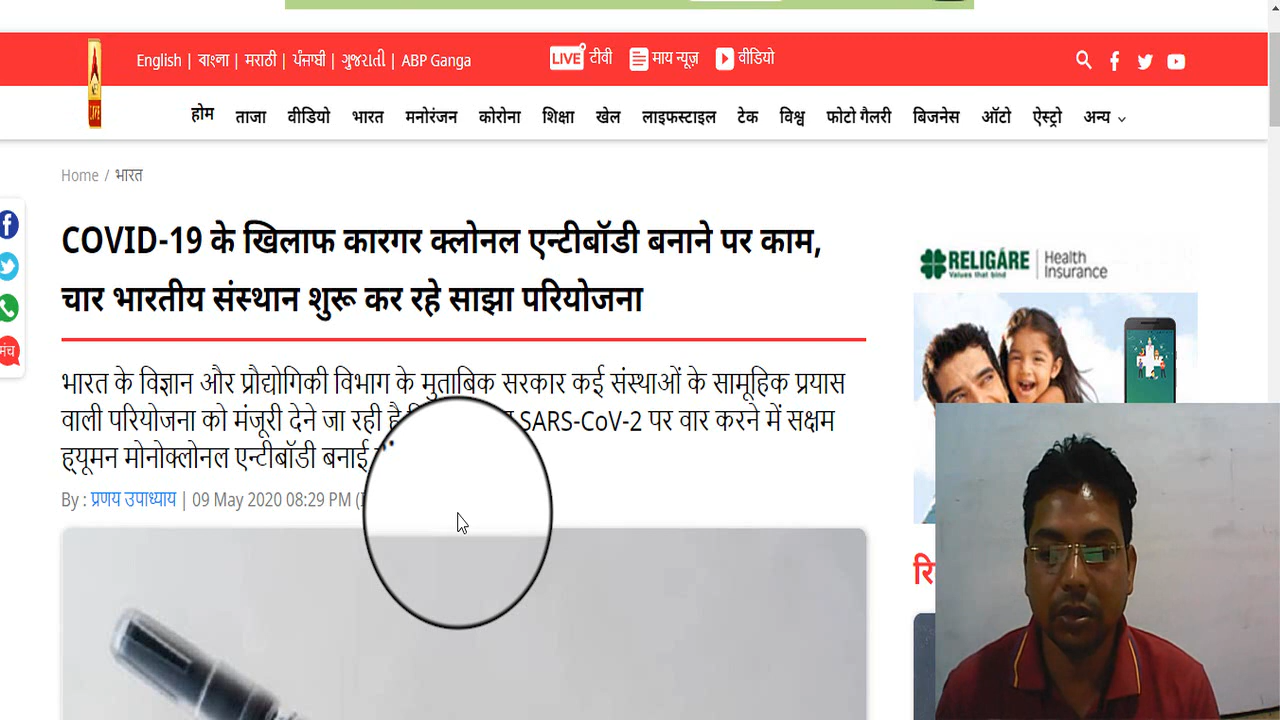 English | বাংলা | मराठी | ਪੰਜਾਬੀ | ગુજરાતી | ABP Ganga
LIVE टीवी माय न्यूज़ वीडियो
होम ताजा वीडियो भारत मनोरंजन कोरोना शिक्षा खेल लाइफस्टाइल टेक विश्व फोटो गैलरी बिजनेस ऑटो ऐस्ट्रो अन्य
Home / भारत
COVID-19 के खिलाफ कारगर क्लोनल एन्टीबॉडी बनाने पर काम,
चार भारतीय संस्थान शुरू कर रहे साझा परियोजना
भारत के विज्ञान और प्रौद्योगिकी विभाग के मुताबिक सरकार कई संस्थाओं के सामूहिक प्रयास
वाली परियोजना को मंजूरी देने जा रही है SARS-CoV-2 पर वार करने में सक्षम
ह्यूमन मोनोक्लोनल एन्टीबॉडी बनाई
By : प्रणय उपाध्याय | 09 May 2020 08:29 PM
मंच
RELIGARE Health
Values that bind Insurance